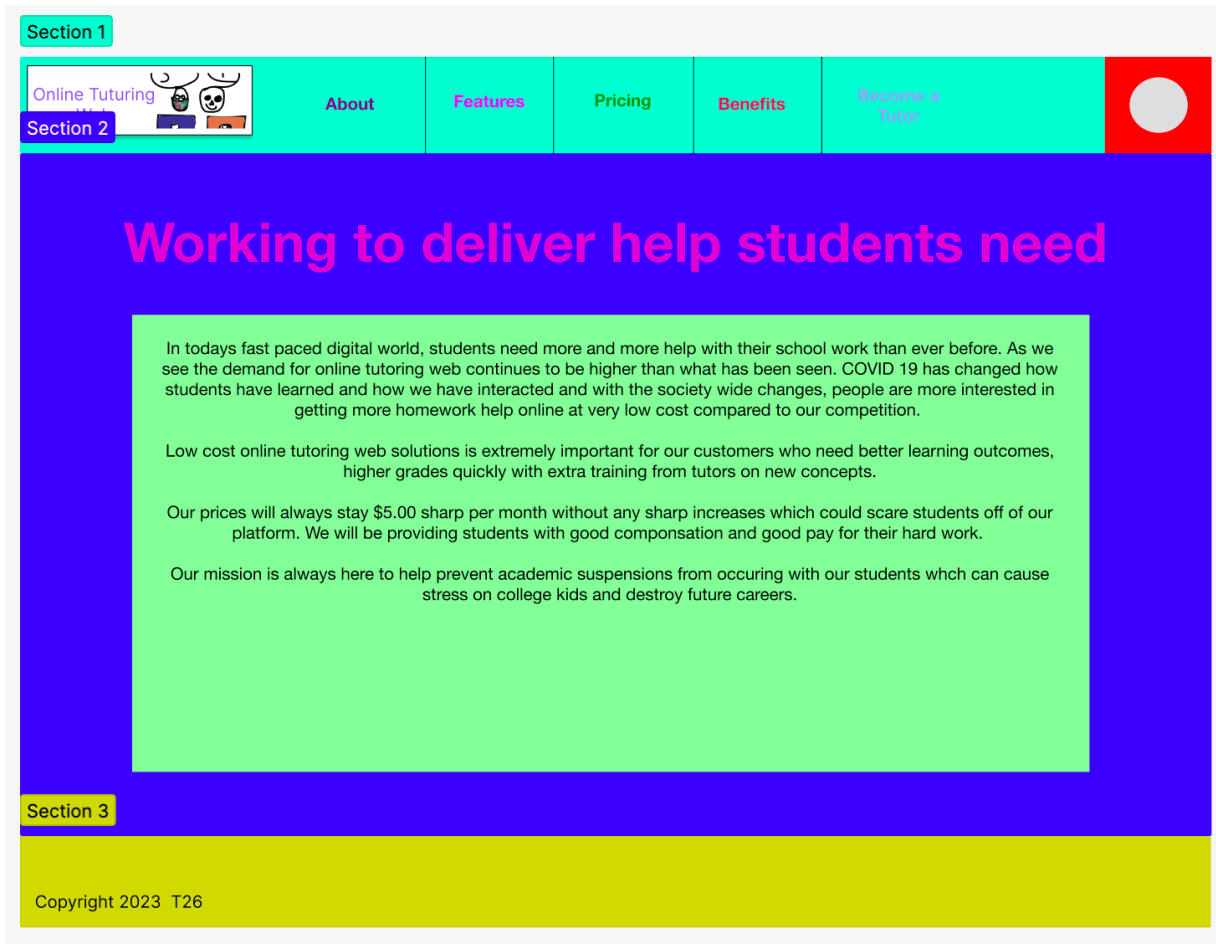 Section 1
Online Tuturing
Section 2
About
Features
Pricing
Benefits
Become a
Tutor
Working to deliver help students need
In todays fast paced digital world, students need more and more help with their school work than ever before. As we
see the demand for online tutoring web continues to be higher than what has been seen. COVID 19 has changed how
students have learned and how we have interacted and with the society wide changes, people are more interested in
getting more homework help online at very low cost compared to our competition.
Low cost online tutoring web solutions is extremely important for our customers who need better learning outcomes,
higher grades quickly with extra training from tutors on new concepts.
Our prices will always stay $5.00 sharp per month without any sharp increases which could scare students off of our
platform. We will be providing students with good componsation and good pay for their hard work.
Our mission is always here to help prevent academic suspensions from occuring with our students whch can cause
stress on college kids and destroy future careers.
Section 3
Copyright 2023 T26